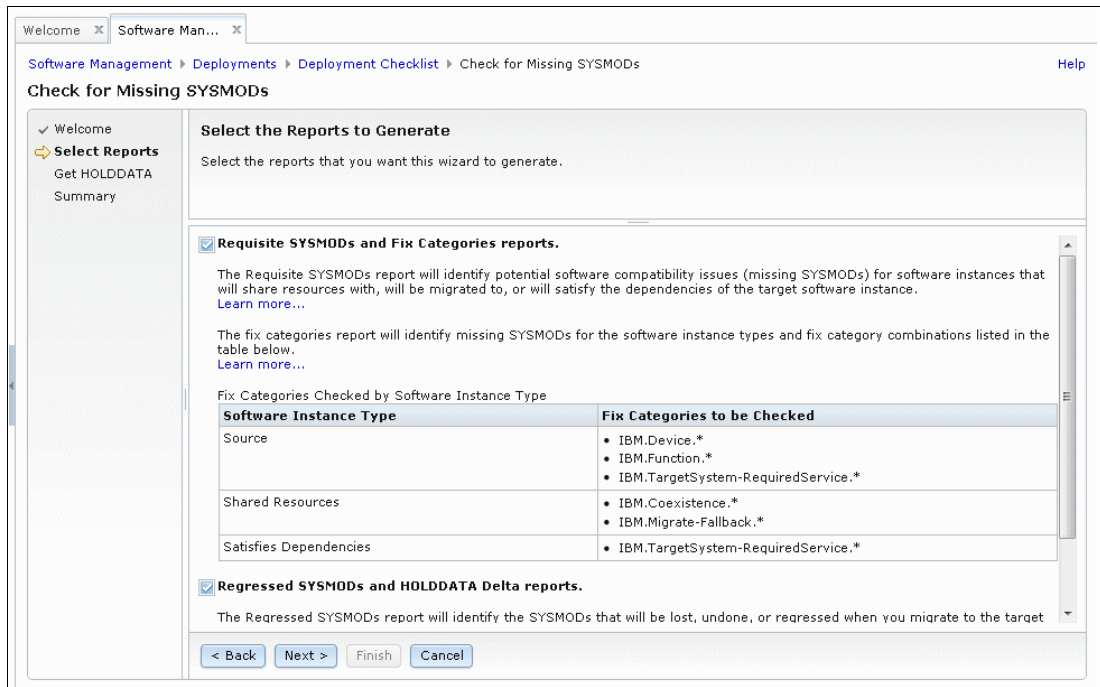 Welcome X Software Man... X
Software Management Deployments Deployment Checklist Check for Missing SYSMODs Help
Check for Missing SYSMODs
Welcome
Select Reports
Get HOLDDATA
Summary
Select the Reports to Generate
Select the reports that you want this wizard to generate.
Requisite SYSMODs and Fix Categories reports.
The Requisite SYSMODs report will identify potential software compatibility issues (missing SYSMODs) for software instances that
will share resources with, will be migrated to, or will satisfy the dependencies of the target software instance.
Learn more...
The fix categories report will identify missing SYSMODs for the software instance types and fix category combinations listed in the
table below.
Learn more...
Fix Categories Checked by Software Instance Type
Software Instance Type Fix Categories to be Checked
Source • IBM.Device.*
• IBM.Function.*
• IBM.TargetSystem-RequiredService.*
Shared Resources • IBM.Coexistence.*
• IBM.Migrate-Fallback.*
Satisfies Dependencies • IBM.TargetSystem-RequiredService.*
Regressed SYSMODs and HOLDDATA Delta reports.
The Regressed SYSMODs report will identify the SYSMODs that will be lost, undone, or regressed when you migrate to the target
< Back Next > Finish Cancel